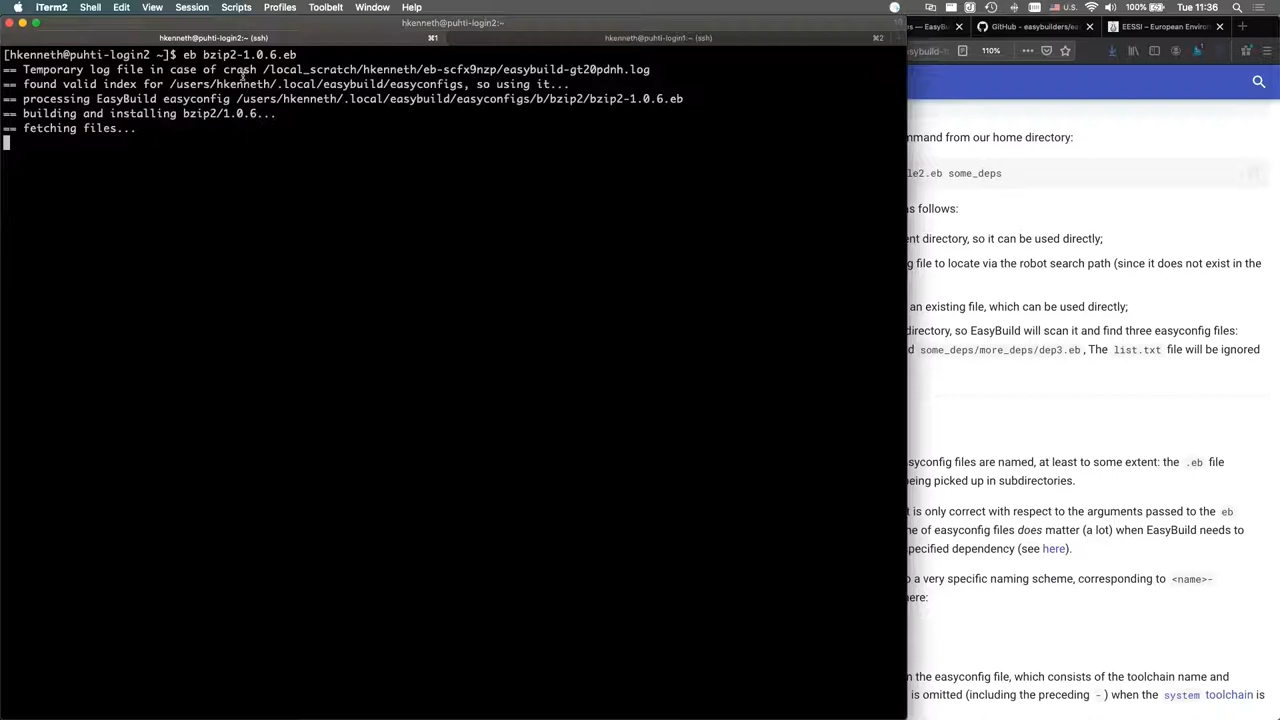 iTerm2 Shell Edit View Session Scripts Profiles Toolbelt Window Help
100% Tue 11:36
hkenneth@puhti-login2:~
hkenneth@puhti-login2:~ (ssh) ⌘1 hkenneth@puhti-login1:~ (ssh) ⌘2
[hkenneth@puhti-login2 ~]$ eb bzip2-1.0.6.eb
== Temporary log file in case of crash /local_scratch/hkenneth/eb-scfx9nzp/easybuild-gt20pdnh.log
== found valid index for /users/hkenneth/.local/easybuild/easyconfigs, so using it...
== processing EasyBuild easyconfig /users/hkenneth/.local/easybuild/easyconfigs/b/bzip2/bzip2-1.0.6.eb
== building and installing bzip2/1.0.6...
== fetching files...
es — EasyB GitHub - easybuilders/e EESSI – European Environ
110%
mmand from our home directory:
le2.eb some_deps
as follows:
ent directory, so it can be used directly;
g file to locate via the robot search path (since it does not exist in the
an existing file, which can be used directly;
directory, so EasyBuild will scan it and find three easyconfig files:
d some_deps/more_deps/dep3.eb, The list.txt file will be ignored
syconfig files are named, at least to some extent: the .eb file
being picked up in subdirectories.
t is only correct with respect to the arguments passed to the eb
ne of easyconfig files does matter (a lot) when EasyBuild needs to
specified dependency (see here).
o a very specific naming scheme, corresponding to <name>-
here:
n the easyconfig file, which consists of the toolchain name and
is omitted (including the preceding -) when the system toolchain is